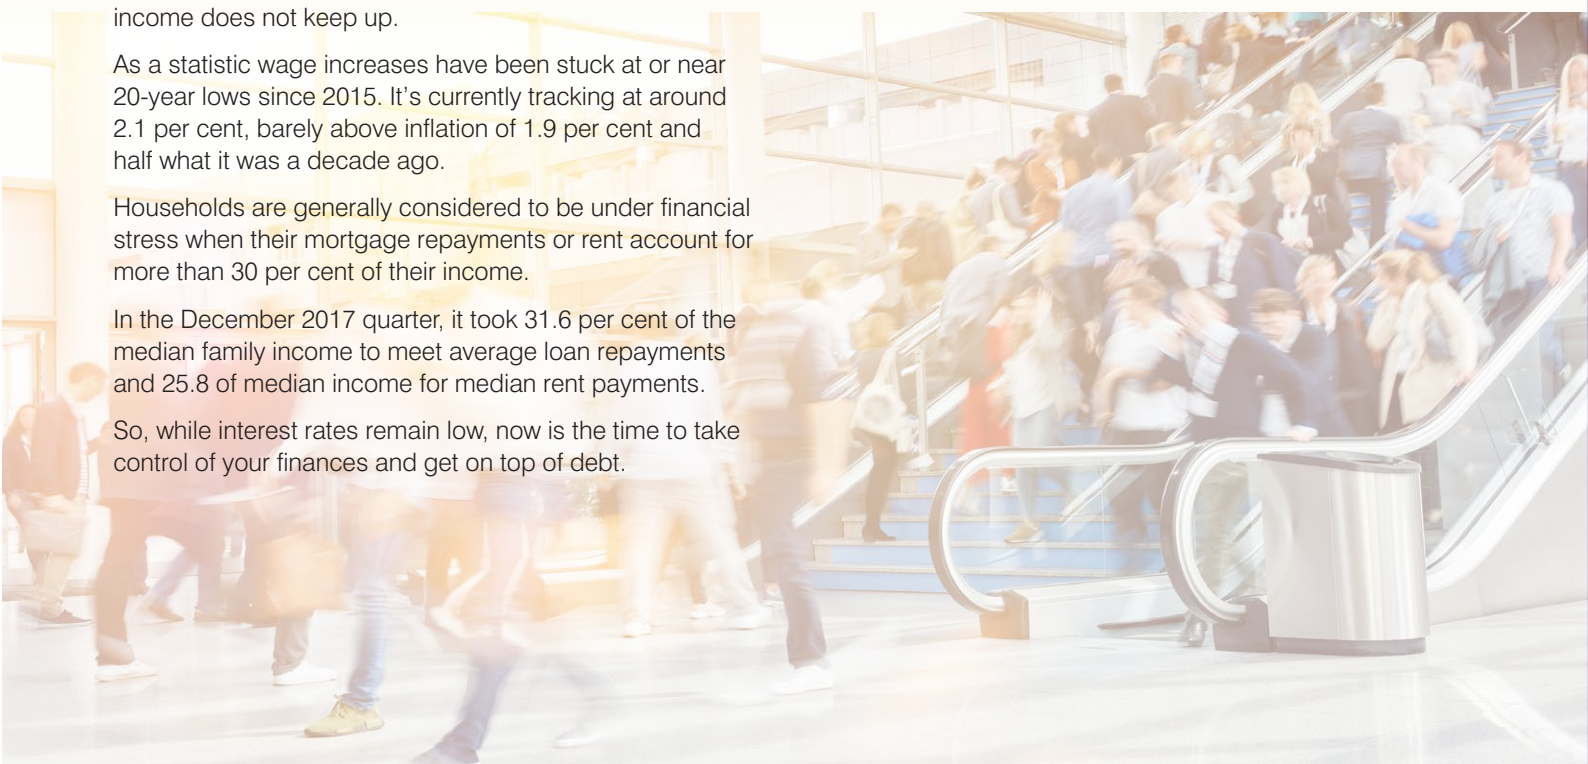 income does not keep up.
As a statistic wage increases have been stuck at or near
20-year lows since 2015. It’s currently tracking at around
2.1 per cent, barely above inflation of 1.9 per cent and
half what it was a decade ago.
Households are generally considered to be under financial
stress when their mortgage repayments or rent account for
more than 30 per cent of their income.
In the December 2017 quarter, it took 31.6 per cent of the
median family income to meet average loan repayments
and 25.8 of median income for median rent payments.
So, while interest rates remain low, now is the time to take
control of your finances and get on top of debt.